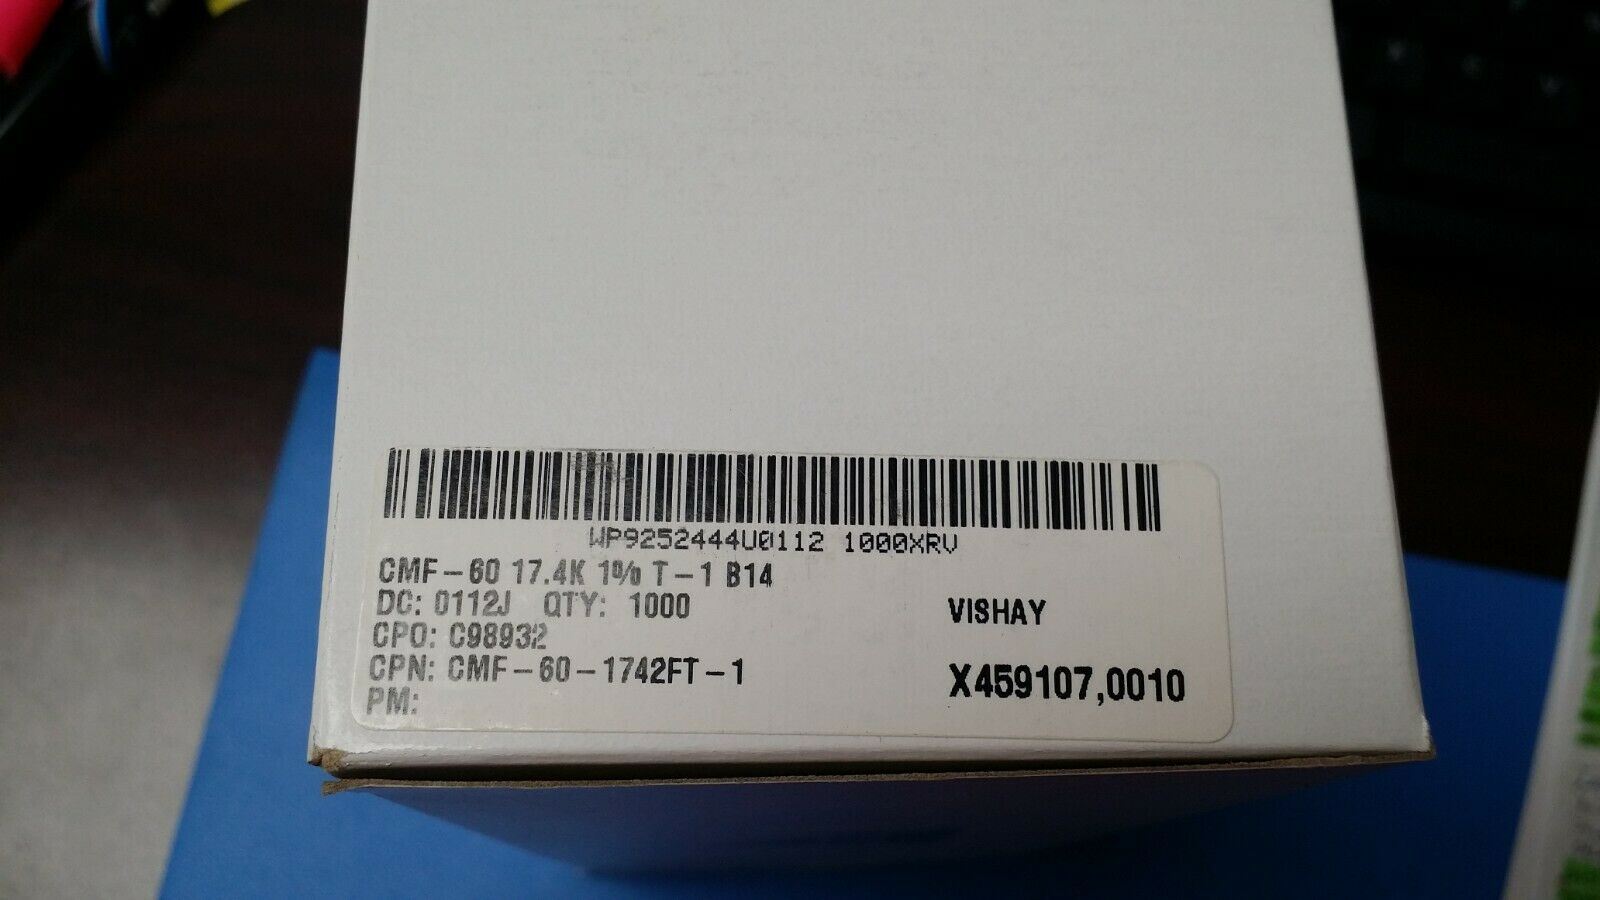 WP9252444U0112 1000XRV
CMF-60 17.4K 1% T-1 B14
DC: 0112J QTY: 1000
VISHAY
CPO: C98932
CPN: CMF-60-1742FT-1
X459107,0010
PM: